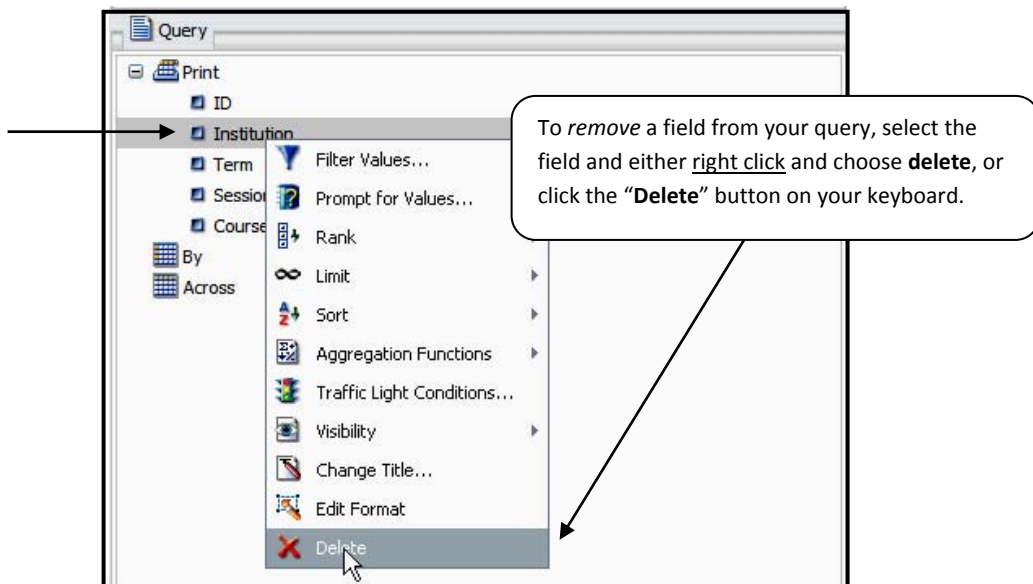 Query
Print
ID
Institution
Term
Session
Course
By
Across
Filter Values...
Prompt for Values...
Rank
Limit
Sort
Aggregation Functions
Traffic Light Conditions...
Visibility
Change Title...
Edit Format
Delete
To remove a field from your query, select the
field and either right click and choose delete, or
click the “Delete” button on your keyboard.